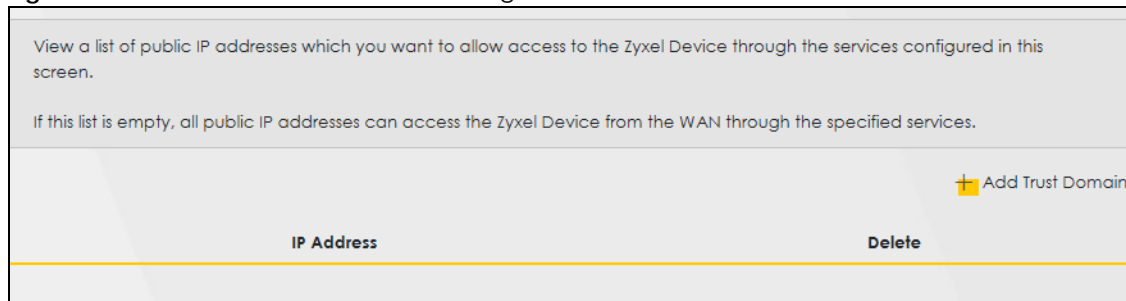 View a list of public IP addresses which you want to allow access to the Zyxel Device through the services configured in this
screen.
If this list is empty, all public IP addresses can access the Zyxel Device from the WAN through the specified services.
+ Add Trust Domain
IP Address Delete